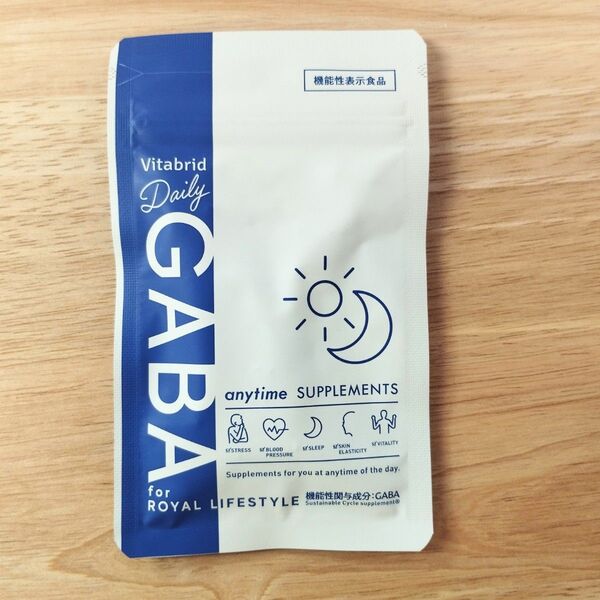 機能性表示食品
Vitabrid
Daily
GABA
for
ROYAL LIFESTYLE
anytime SUPPLEMENTS
STRESS
BLOOD
PRESSURE
SLEEP
SKIN
ELASTICITY
VITALITY
Supplements for you at anytime of the day.
機能性関与成分:GABA
Sustainable Cycle supplement®